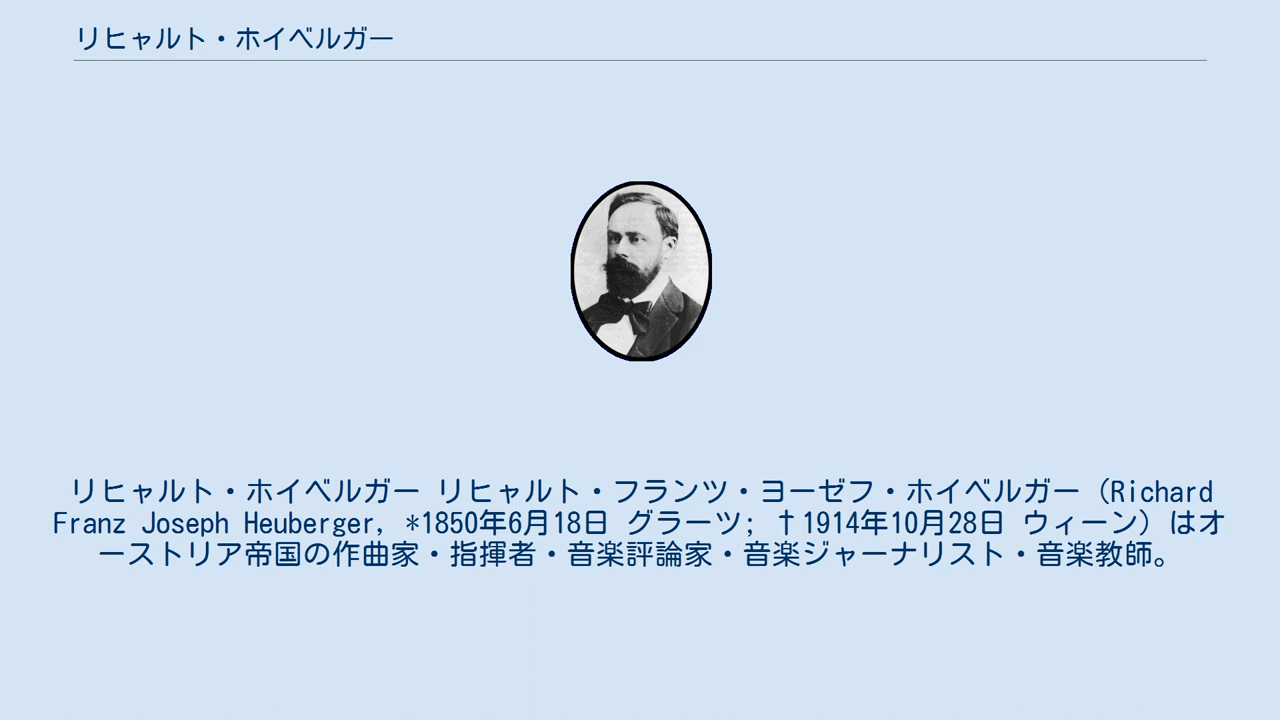 リヒャルト・ホイベルガー
リヒャルト・ホイベルガー リヒャルト・フランツ・ヨーゼフ・ホイベルガー（Richard
Franz Joseph Heuberger, *1850年6月18日 グラーツ; †1914年10月28日 ウィーン）はオ
ーストリア帝国の作曲家・指揮者・音楽評論家・音楽ジャーナリスト・音楽教師。